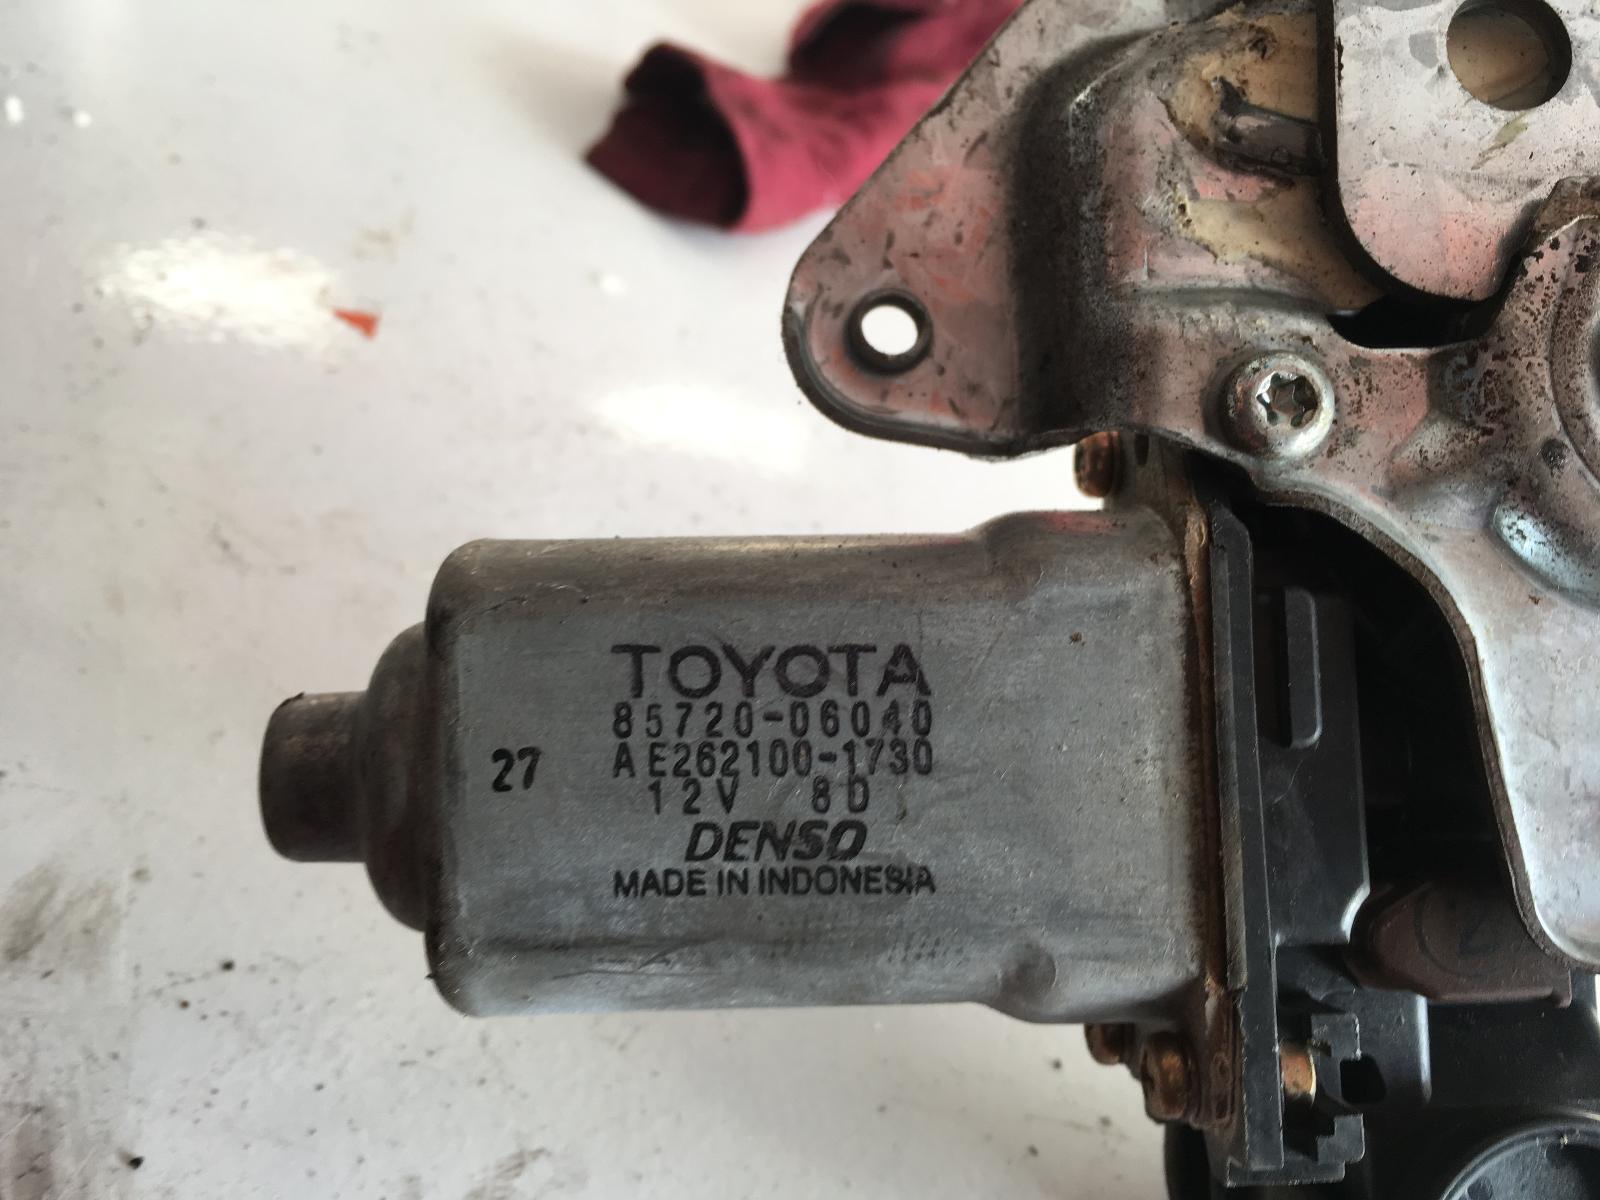 TOYOTA
85720-06040
AE262100-1730
27
12V 8D
DENSO
MADE IN INDONESIA